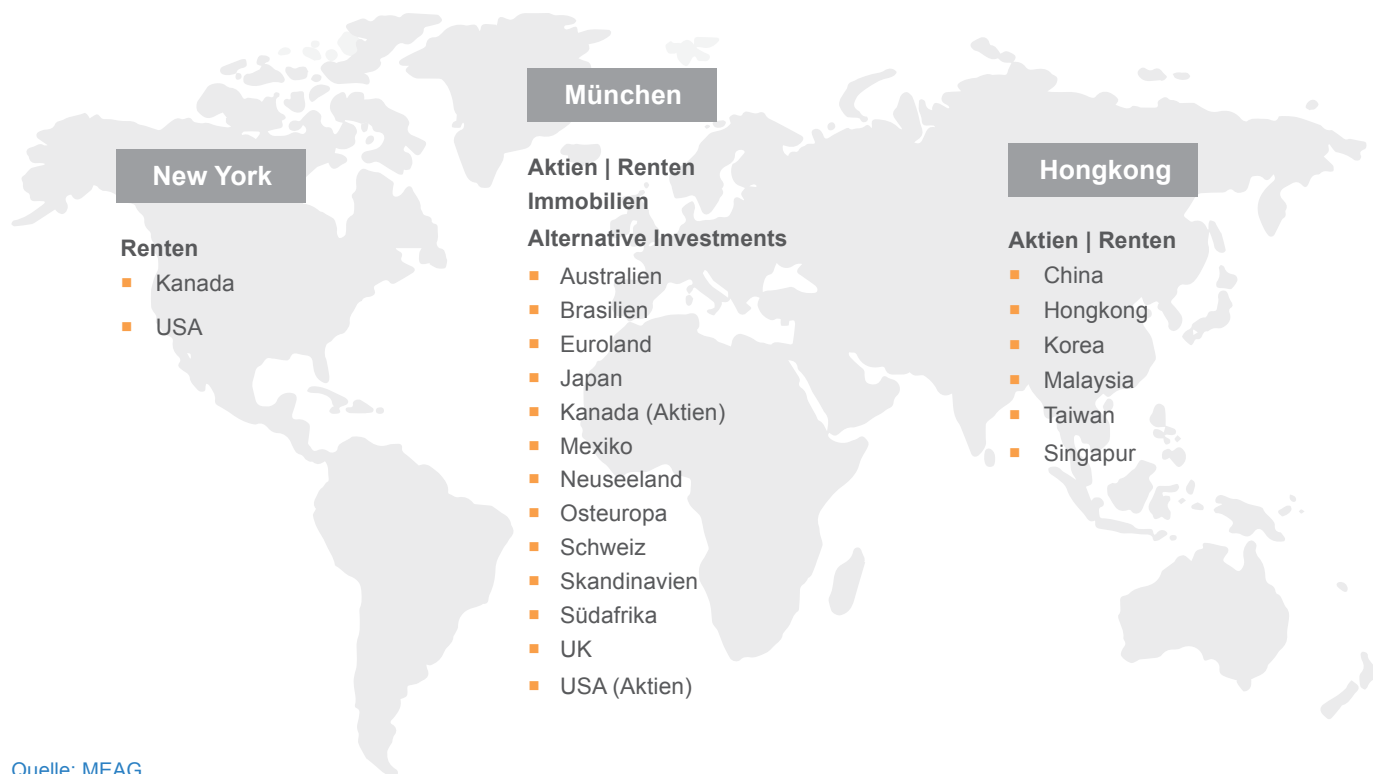 New York
Renten
Kanada
USA
München
Aktien | Renten
Immobilien
Alternative Investments
Australien
Brasilien
Euroland
Japan
Kanada (Aktien)
Mexiko
Neuseeland
Osteuropa
Schweiz
Skandinavien
Südafrika
UK
USA (Aktien)
Hongkong
Aktien | Renten
China
Hongkong
Korea
Malaysia
Taiwan
Singapur
Quelle: MEAG